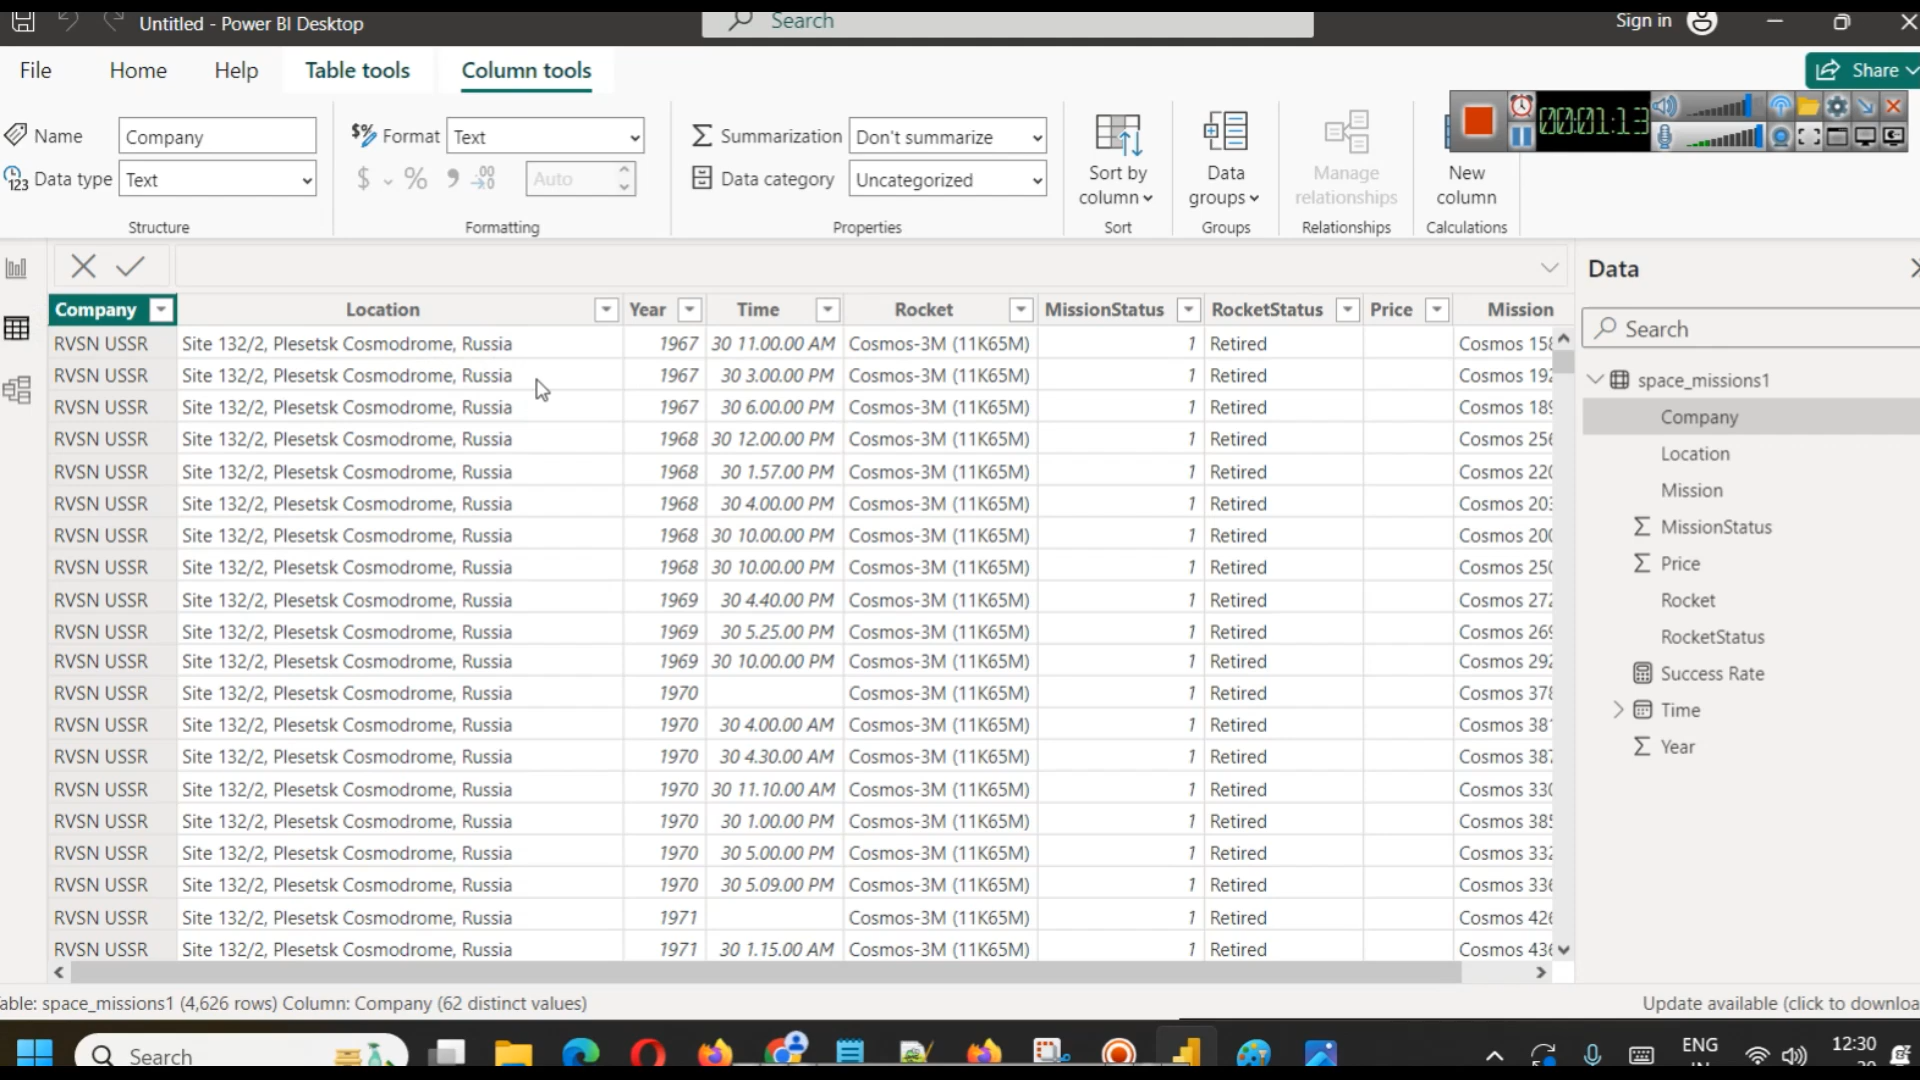 Untitled - Power BI Desktop
Search
Sign in
File
Home
Help
Table tools
Column tools
Share
Name
Company
Format
Text
Summarization
Don't summarize
Data type
Text
Auto
Data category
Uncategorized
Sort by column
Data groups
Manage relationships
New column
00:01:13
Structure
Formatting
Properties
Sort
Groups
Relationships
Calculations
Company Location Year Time Rocket MissionStatus RocketStatus Price Mission
RVSN USSR Site 132/2, Plesetsk Cosmodrome, Russia 1967 30 11.00.00 AM Cosmos-3M (11K65M) 1 Retired Cosmos
RVSN USSR Site 132/2, Plesetsk Cosmodrome, Russia 1967 30 3.00.00 PM Cosmos-3M (11K65M) 1 Retired Cosmos
RVSN USSR Site 132/2, Plesetsk Cosmodrome, Russia 1967 30 6.00.00 PM Cosmos-3M (11K65M) 1 Retired Cosmos
RVSN USSR Site 132/2, Plesetsk Cosmodrome, Russia 1968 30 12.00.00 PM Cosmos-3M (11K65M) 1 Retired Cosmos
RVSN USSR Site 132/2, Plesetsk Cosmodrome, Russia 1968 30 1.57.00 PM Cosmos-3M (11K65M) 1 Retired Cosmos
RVSN USSR Site 132/2, Plesetsk Cosmodrome, Russia 1968 30 4.00.00 PM Cosmos-3M (11K65M) 1 Retired Cosmos
RVSN USSR Site 132/2, Plesetsk Cosmodrome, Russia 1968 30 10.00.00 PM Cosmos-3M (11K65M) 1 Retired Cosmos
RVSN USSR Site 132/2, Plesetsk Cosmodrome, Russia 1968 30 10.00.00 PM Cosmos-3M (11K65M) 1 Retired Cosmos
RVSN USSR Site 132/2, Plesetsk Cosmodrome, Russia 1969 30 4.40.00 PM Cosmos-3M (11K65M) 1 Retired Cosmos
RVSN USSR Site 132/2, Plesetsk Cosmodrome, Russia 1969 30 5.25.00 PM Cosmos-3M (11K65M) 1 Retired Cosmos
RVSN USSR Site 132/2, Plesetsk Cosmodrome, Russia 1969 30 10.00.00 PM Cosmos-3M (11K65M) 1 Retired Cosmos
RVSN USSR Site 132/2, Plesetsk Cosmodrome, Russia 1970 Cosmos-3M (11K65M) 1 Retired Cosmos
RVSN USSR Site 132/2, Plesetsk Cosmodrome, Russia 1970 30 4.00.00 AM Cosmos-3M (11K65M) 1 Retired Cosmos
RVSN USSR Site 132/2, Plesetsk Cosmodrome, Russia 1970 30 4.30.00 AM Cosmos-3M (11K65M) 1 Retired Cosmos
RVSN USSR Site 132/2, Plesetsk Cosmodrome, Russia 1970 30 11.10.00 AM Cosmos-3M (11K65M) 1 Retired Cosmos
RVSN USSR Site 132/2, Plesetsk Cosmodrome, Russia 1970 30 1.00.00 PM Cosmos-3M (11K65M) 1 Retired Cosmos
RVSN USSR Site 132/2, Plesetsk Cosmodrome, Russia 1970 30 5.00.00 PM Cosmos-3M (11K65M) 1 Retired Cosmos
RVSN USSR Site 132/2, Plesetsk Cosmodrome, Russia 1970 30 5.09.00 PM Cosmos-3M (11K65M) 1 Retired Cosmos
RVSN USSR Site 132/2, Plesetsk Cosmodrome, Russia 1971 Cosmos-3M (11K65M) 1 Retired Cosmos
RVSN USSR Site 132/2, Plesetsk Cosmodrome, Russia 1971 30 1.15.00 AM Cosmos-3M (11K65M) 1 Retired Cosmos
Data
Search
space_missions1
Company
Location
Mission
MissionStatus
Price
Rocket
RocketStatus
Success Rate
Time
Year
able: space_missions1 (4,626 rows) Column: Company (62 distinct values)
Update available (click to downloa
Search
ENG
12:30